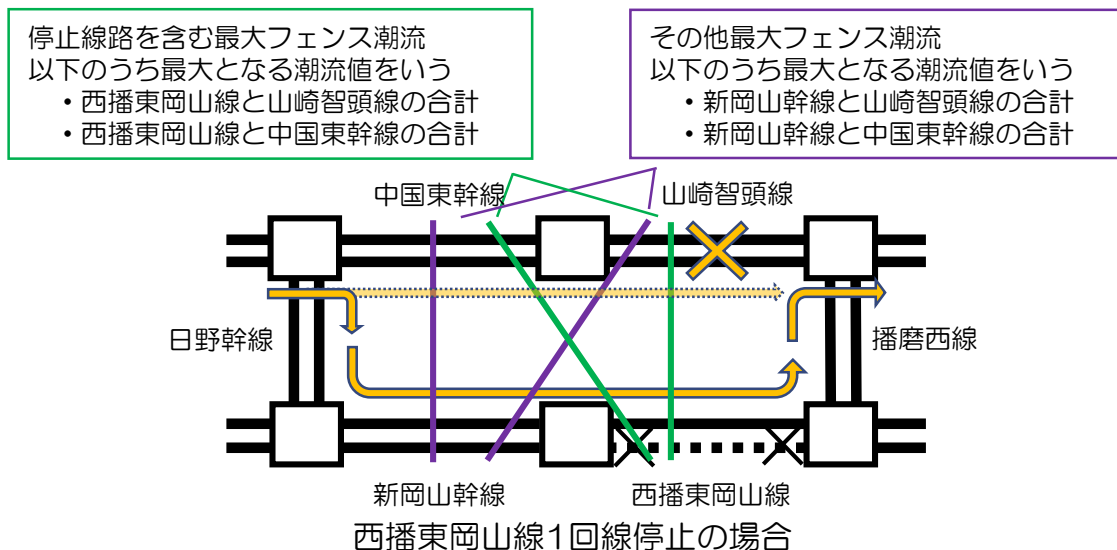 停止線路を含む最大フェンス潮流
以下のうち最大となる潮流値をいう
・西播東岡山線と山崎智頭線の合計
・西播東岡山線と中国東幹線の合計
その他最大フェンス潮流
以下のうち最大となる潮流値をいう
・新岡山幹線と山崎智頭線の合計
・新岡山幹線と中国東幹線の合計
中国東幹線
山崎智頭線
日野幹線
播磨西線
新岡山幹線
西播東岡山線
西播東岡山線1回線停止の場合